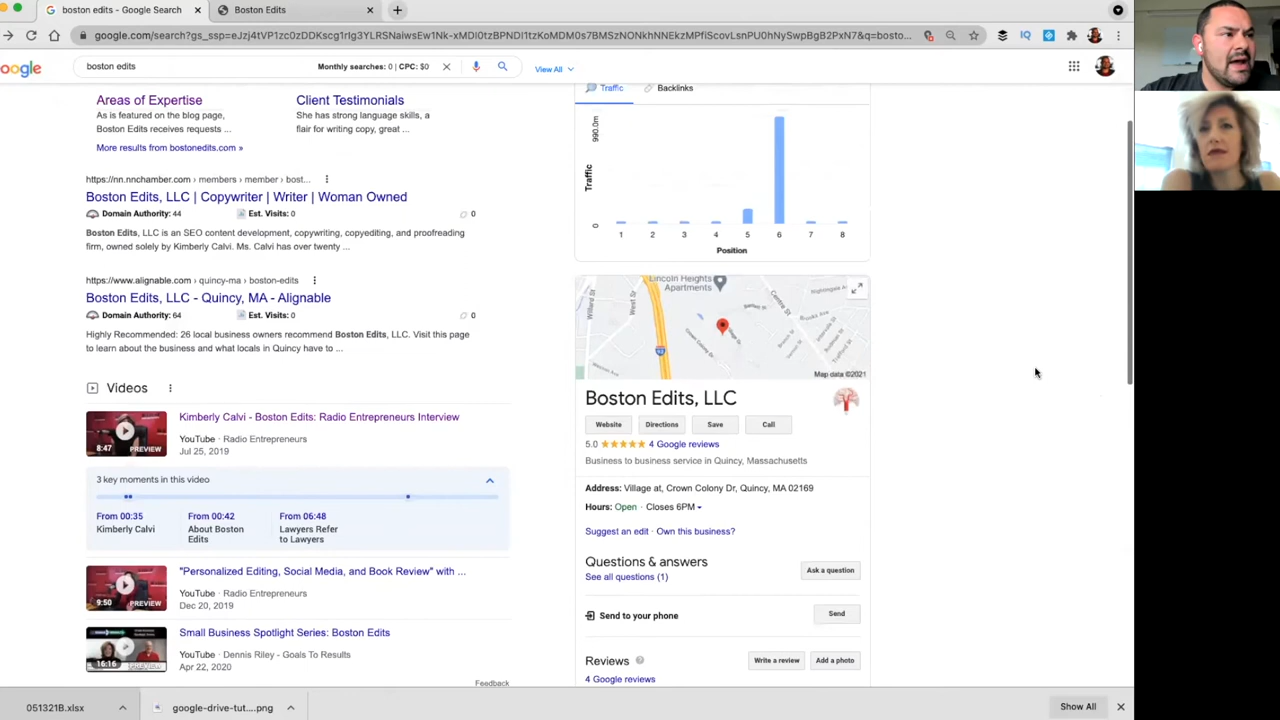 boston edits - Google Search
Boston Edits
google.com/search?gs_ssp=eJzj4tVP1zc0zDDKscg1rIg3YLRSNaiwsEw1Nk-xMDI0tzBPNDI1tzKoMDM0s7BMSzNONkhNNEkzMPfiScovLsnPU0hNySwpBgB2PxN7&q=bosto...
oogle
boston edits
Monthly searches: 0 | CPC: $0
View All
Areas of Expertise
As is featured on the blog page,
Boston Edits receives requests ...
Client Testimonials
She has strong language skills, a
flair for writing copy, great ...
More results from bostonedits.com »
https://nn.nnchamber.com › members › member › bost...
Boston Edits, LLC | Copywriter | Writer | Woman Owned
Domain Authority: 44
Est. Visits: 0
0
Boston Edits, LLC is an SEO content development, copywriting, copyediting, and proofreading
firm, owned solely by Kimberly Calvi. Ms. Calvi has over twenty ...
https://www.alignable.com › quincy-ma › boston-edits
Boston Edits, LLC - Quincy, MA - Alignable
Domain Authority: 64
Est. Visits: 0
0
Highly Recommended: 26 local business owners recommend Boston Edits, LLC. Visit this page
to learn about the business and what locals in Quincy have to ...
Videos
8:47
PREVIEW
Kimberly Calvi - Boston Edits: Radio Entrepreneurs Interview
YouTube · Radio Entrepreneurs
Jul 25, 2019
3 key moments in this video
From 00:35
Kimberly Calvi
From 00:42
About Boston
Edits
From 06:48
Lawyers Refer
to Lawyers
9:50
PREVIEW
"Personalized Editing, Social Media, and Book Review" with ...
YouTube · Radio Entrepreneurs
Dec 20, 2019
16:16
PREVIEW
Small Business Spotlight Series: Boston Edits
YouTube · Dennis Riley - Goals To Results
Apr 22, 2020
Feedback
Traffic
Backlinks
990.0m
Traffic
0
1 2 3 4 5 6 7 8
Position
Lincoln Heights
Apartments
Willard St
West St
Centre St
Crown Colony Dr
Map data ©2021
Boston Edits, LLC
Website
Directions
Save
Call
5.0
4 Google reviews
Business to business service in Quincy, Massachusetts
Address: Village at, Crown Colony Dr, Quincy, MA 02169
Hours: Open · Closes 6PM
Suggest an edit · Own this business?
Questions & answers
See all questions (1)
Ask a question
Send to your phone
Send
Reviews
Write a review
Add a photo
4 Google reviews
051321B.xlsx
google-drive-tut....png
Show All